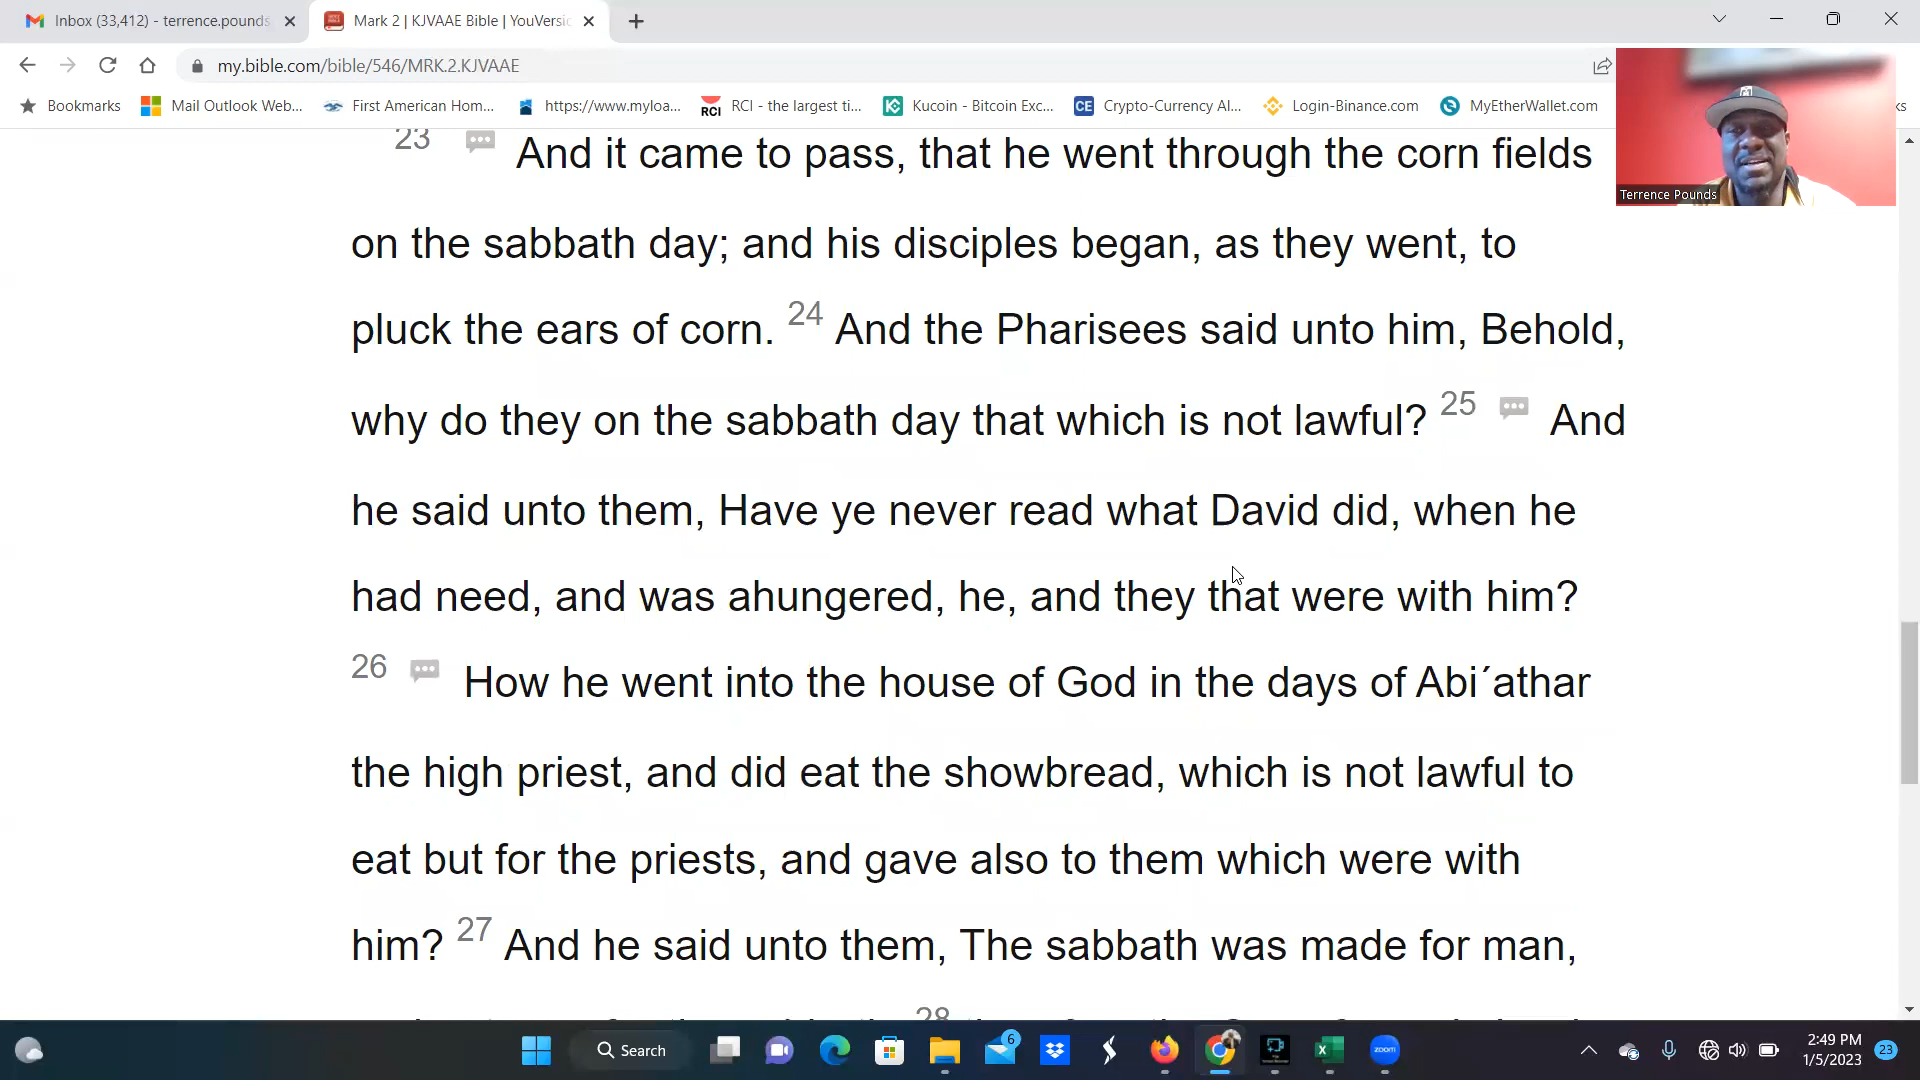 Inbox (33,412) - terrence.pounds
Mark 2 | KJVAAE Bible | YouVersio
my.bible.com/bible/546/MRK.2.KJVAAE
Bookmarks Mail Outlook Web... First American Hom... https://www.myloa... RCI RCI - the largest ti... Kucoin - Bitcoin Exc... CE Crypto-Currency Al... Login-Binance.com MyEtherWallet.com ks
Terrence Pounds
23 And it came to pass, that he went through the corn fields
on the sabbath day; and his disciples began, as they went, to
pluck the ears of corn. 24 And the Pharisees said unto him, Behold,
why do they on the sabbath day that which is not lawful? 25 And
he said unto them, Have ye never read what David did, when he
had need, and was ahungered, he, and they that were with him?
26 How he went into the house of God in the days of Abi´athar
the high priest, and did eat the showbread, which is not lawful to
eat but for the priests, and gave also to them which were with
him? 27 And he said unto them, The sabbath was made for man,
28
Search
6
zoom
2:49 PM
1/5/2023
23